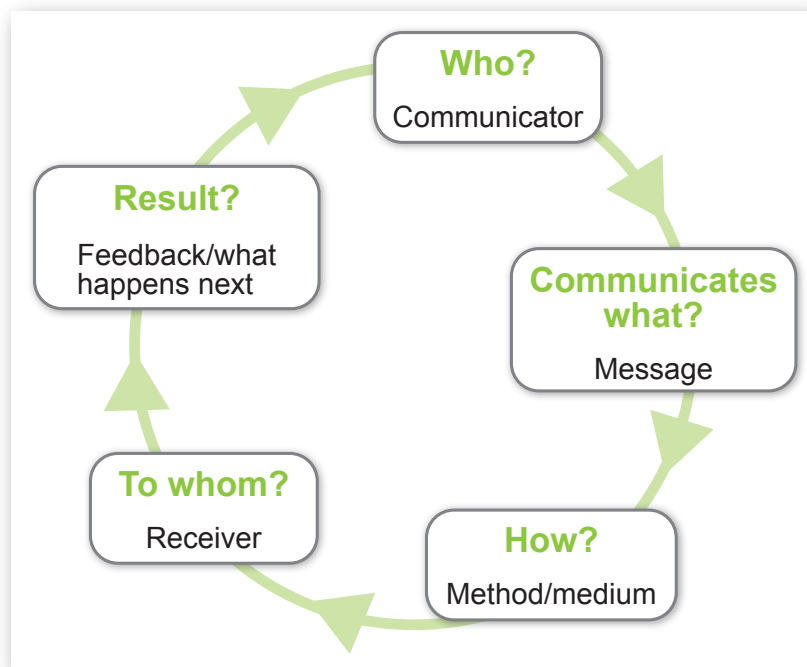 Who?
Communicator
Communicates
what?
Message
How?
Method/medium
To whom?
Receiver
Result?
Feedback/what
happens next